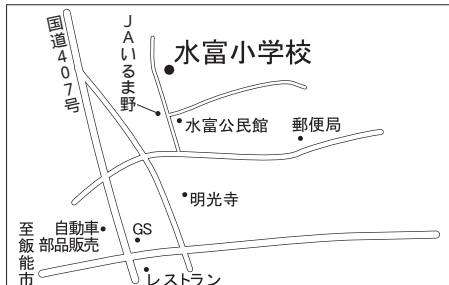 国道407号
JAいるま野
水富小学校
水富公民館
郵便局
明光寺
自動車
部品販売
GS
至飯能市
レストラン